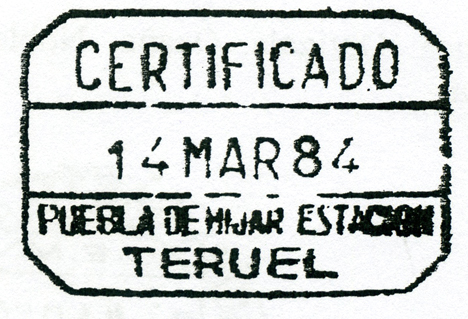 CERTIFICADO
14 MAR 84
PUEBLA DE HIJAR ESTACION
TERUEL